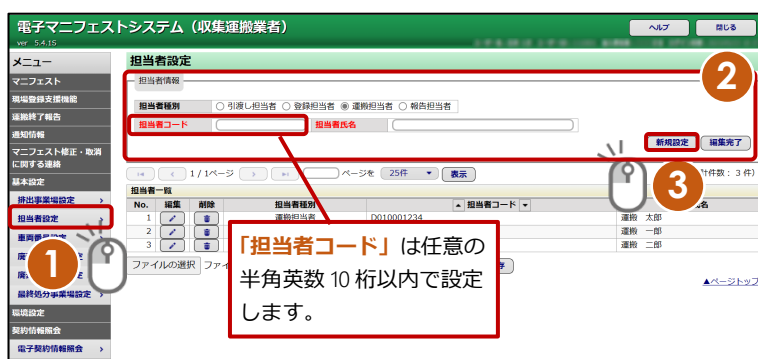 電子マニフェストシステム（収集運搬業者）
ver 5.4.15
ヘルプ
閉じる
メニュー
マニフェスト
現場登録支援機能
運搬終了報告
通知情報
マニフェスト修正・取消
に関する連絡
基本設定
排出事業場設定 >
担当者設定 >
最終処分事業場設定 >
環境設定
契約情報照会
電子契約情報照会 >
担当者設定
担当者情報
担当者種別 引渡し担当者 登録担当者 運搬担当者 報告担当者
担当者コード 担当者氏名
新規設定 編集完了
1 / 1ページ ページを 25件 ▼ 表示
件数： 3 件)
担当者一覧
No. 編集 削除 担当者種別 ▲ 担当者コード ▼ 名
1 運搬担当者 D010001234 運搬 太郎
2 運搬 一郎
3 運搬 二郎
ファイルの選択 ファイ
▲ページトップ
「担当者コード」は任意の
半角英数 10 桁以内で設定
します。
1
2
3